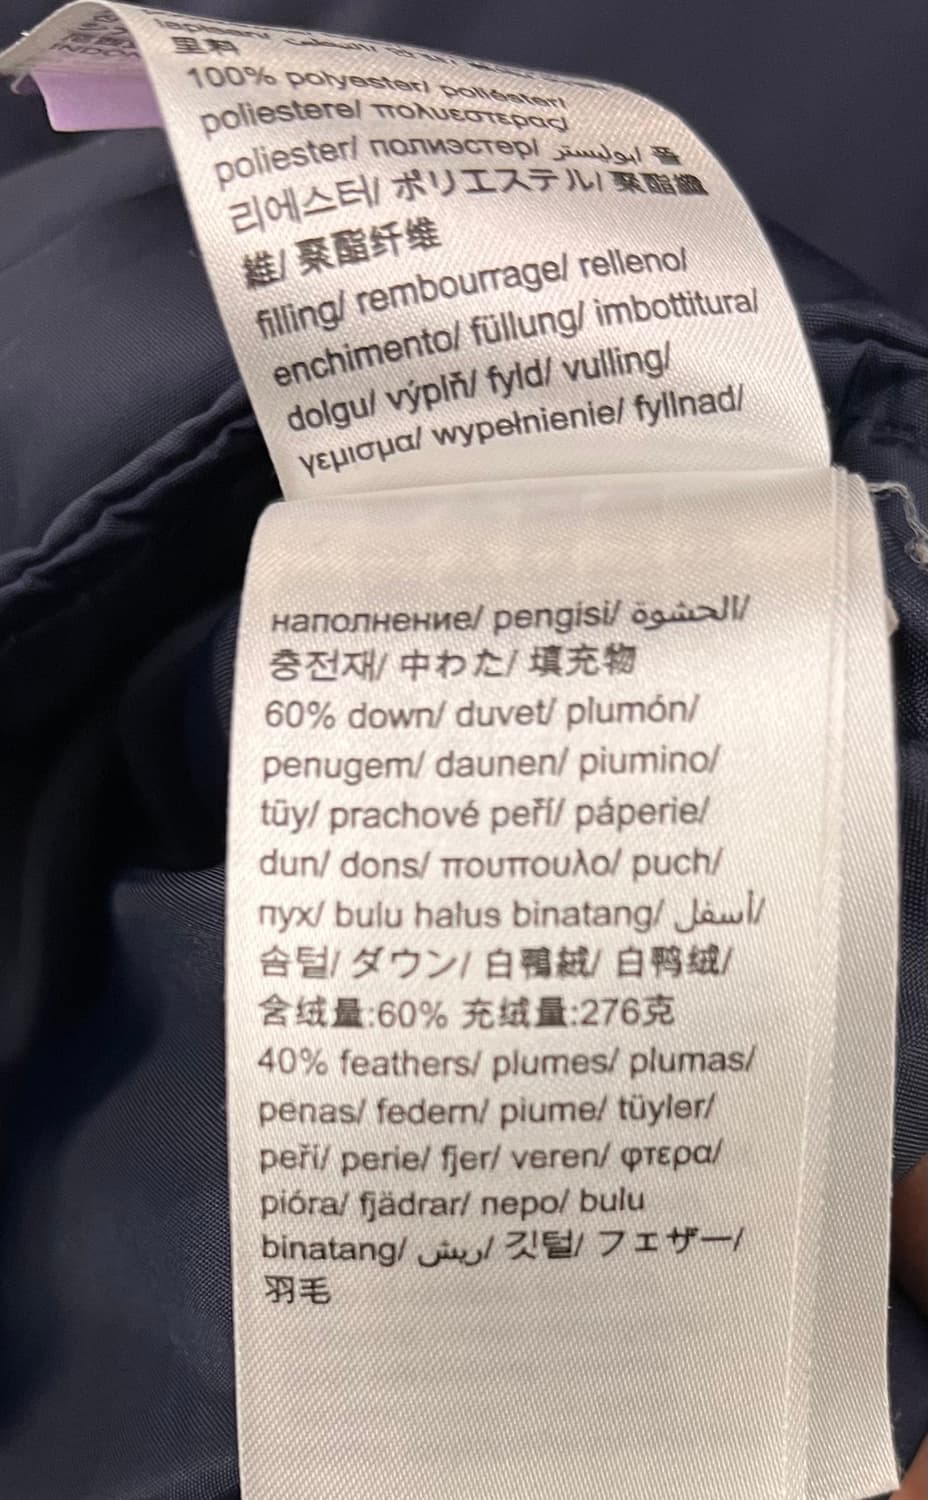 里料
100% polyester/ poliéster/
poliestere/ πολυεστερας/
poliester/ полиэстер/ بوليستر/ 폴
리에스터/ ポリエステル/ 聚酯纖
維/ 聚酯纤维
filling/ rembourrage/ relleno/
enchimento/ füllung/ imbottitura/
dolgu/ výplň/ fyld/ vulling/
γεμισμα/ wypełnienie/ fyllnad/
наполнение/ pengisi/ الحشوة/
충전재/ 中わた/ 填充物
60% down/ duvet/ plumón/
penugem/ daunen/ piumino/
tüy/ prachové peří/ páperie/
dun/ dons/ πουπουλο/ puch/
пух/ bulu halus binatang/ أسفل/
솜털/ ダウン/ 白鴨絨/ 白鸭绒/
含绒量:60% 充绒量:276克
40% feathers/ plumes/ plumas/
penas/ federn/ piume/ tüyler/
peří/ perie/ fjer/ veren/ φτερα/
pióra/ fjädrar/ перо/ bulu
binatang/ ريش/ 깃털/ フェザー/
羽毛